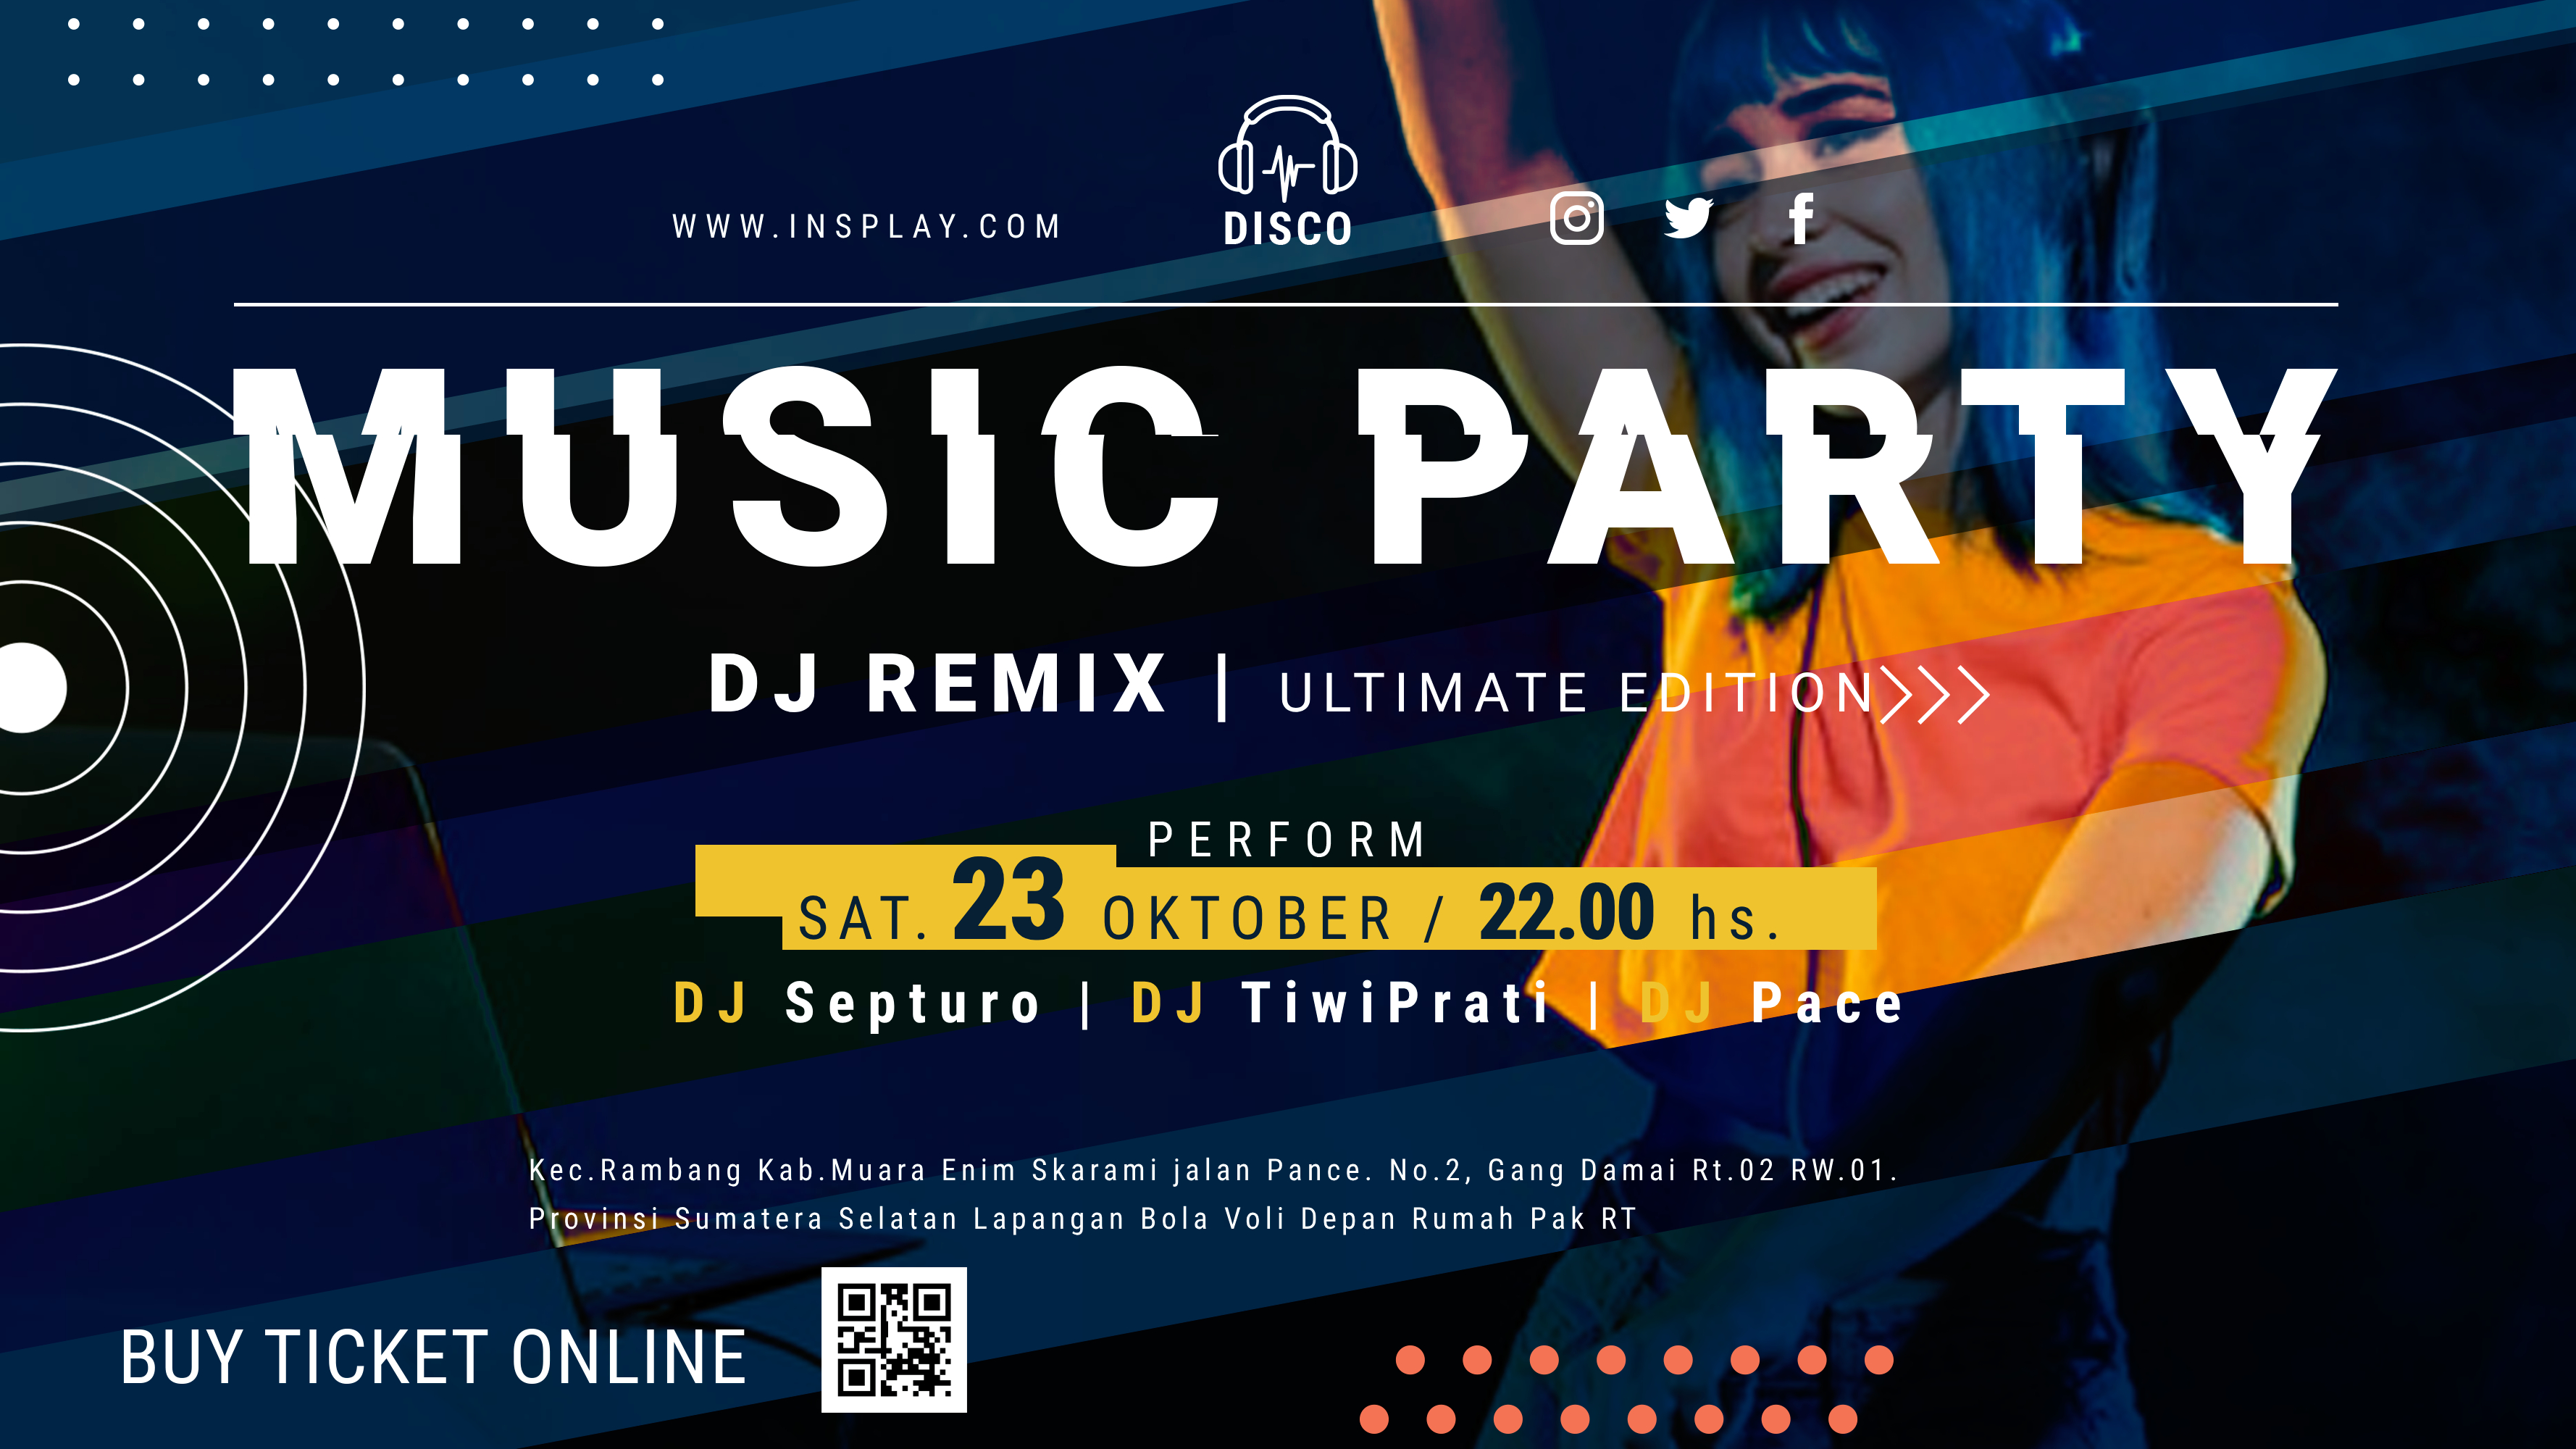 WWW.INSPLAY.COM
DISCO
MUSIC PARTY
DJ REMIX | ULTIMATE EDITION
PERFORM
SAT. 23 OKTOBER / 22.00 hs.
DJ Septuro | DJ TiwiPrati | DJ Pace
Kec.Rambang Kab.Muara Enim Skarami jalan Pance. No.2, Gang Damai Rt.02 RW.01.
Provinsi Sumatera Selatan Lapangan Bola Voli Depan Rumah Pak RT
BUY TICKET ONLINE